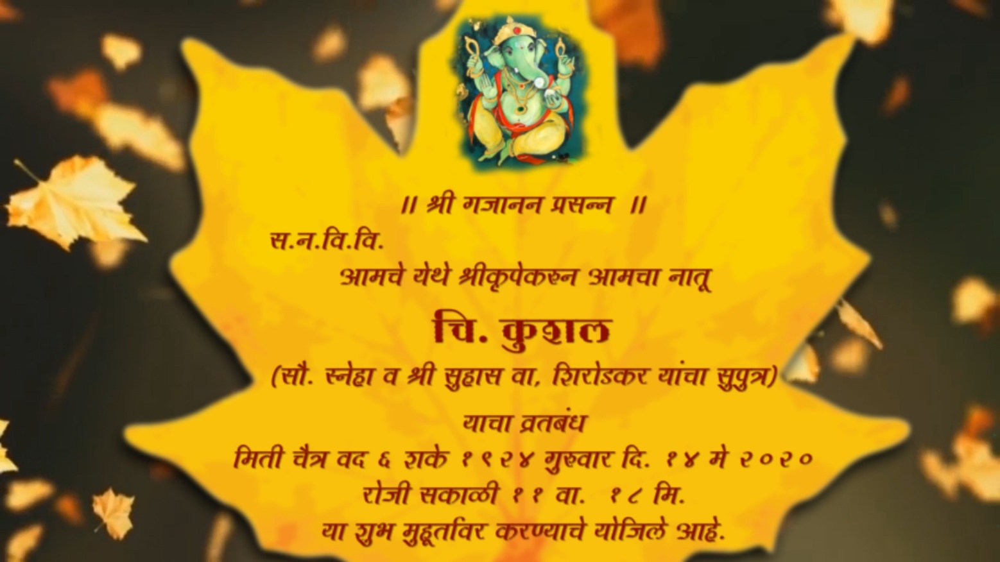 ॥ श्री गजानन प्रसन्न ॥
स.न.वि.वि.
आमचे येथे श्रीकृपेकरुन आमचा नातू
चि. कुशल
(सौ. स्नेहा व श्री सुहास वा, शिरोडकर यांचा सुपुत्र)
याचा व्रतबंध
मिती चैत्र वद ६ शके १९२४ गुरुवार दि. १४ मे २०२०
रोजी सकाळी ११ वा. १८ मि.
या शुभ मुहूर्तावर करण्याचे योजिले आहे.